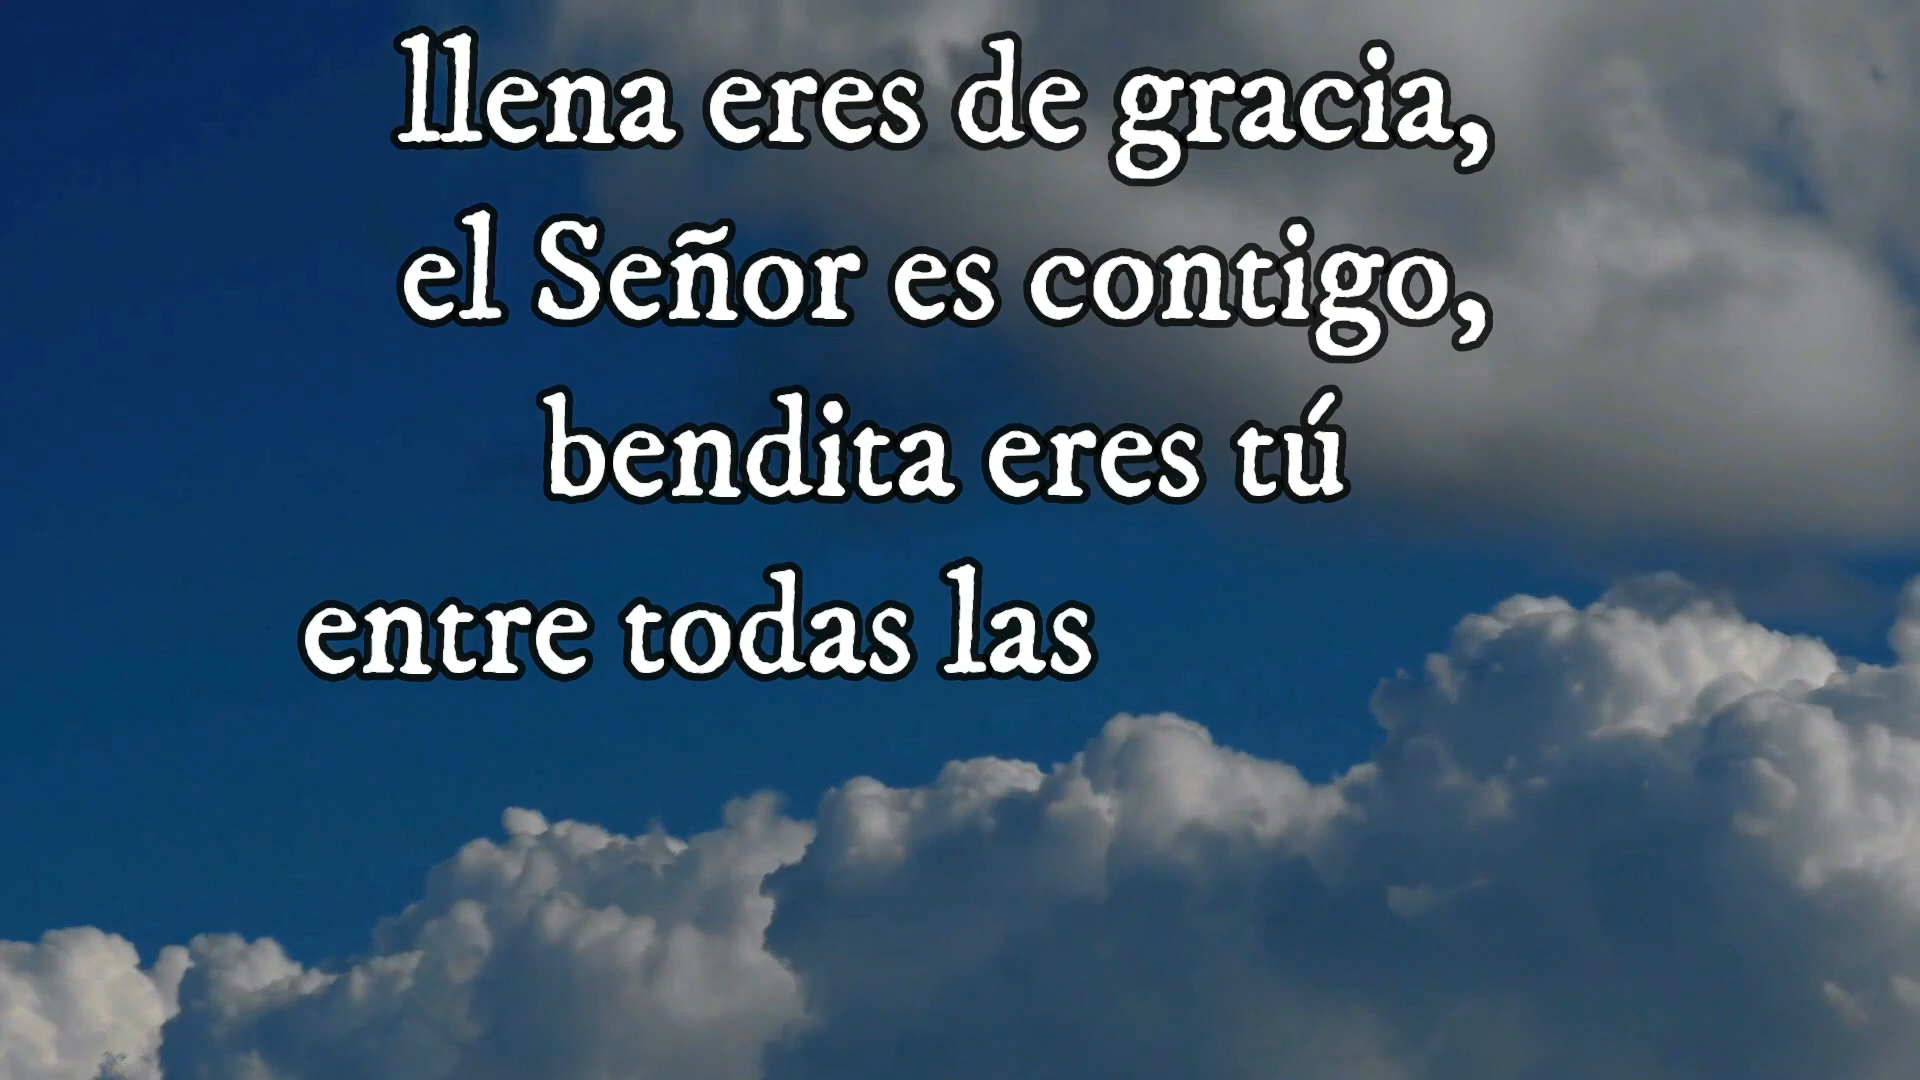 llena eres de gracia,
el Señor es contigo,
bendita eres tú
entre todas las